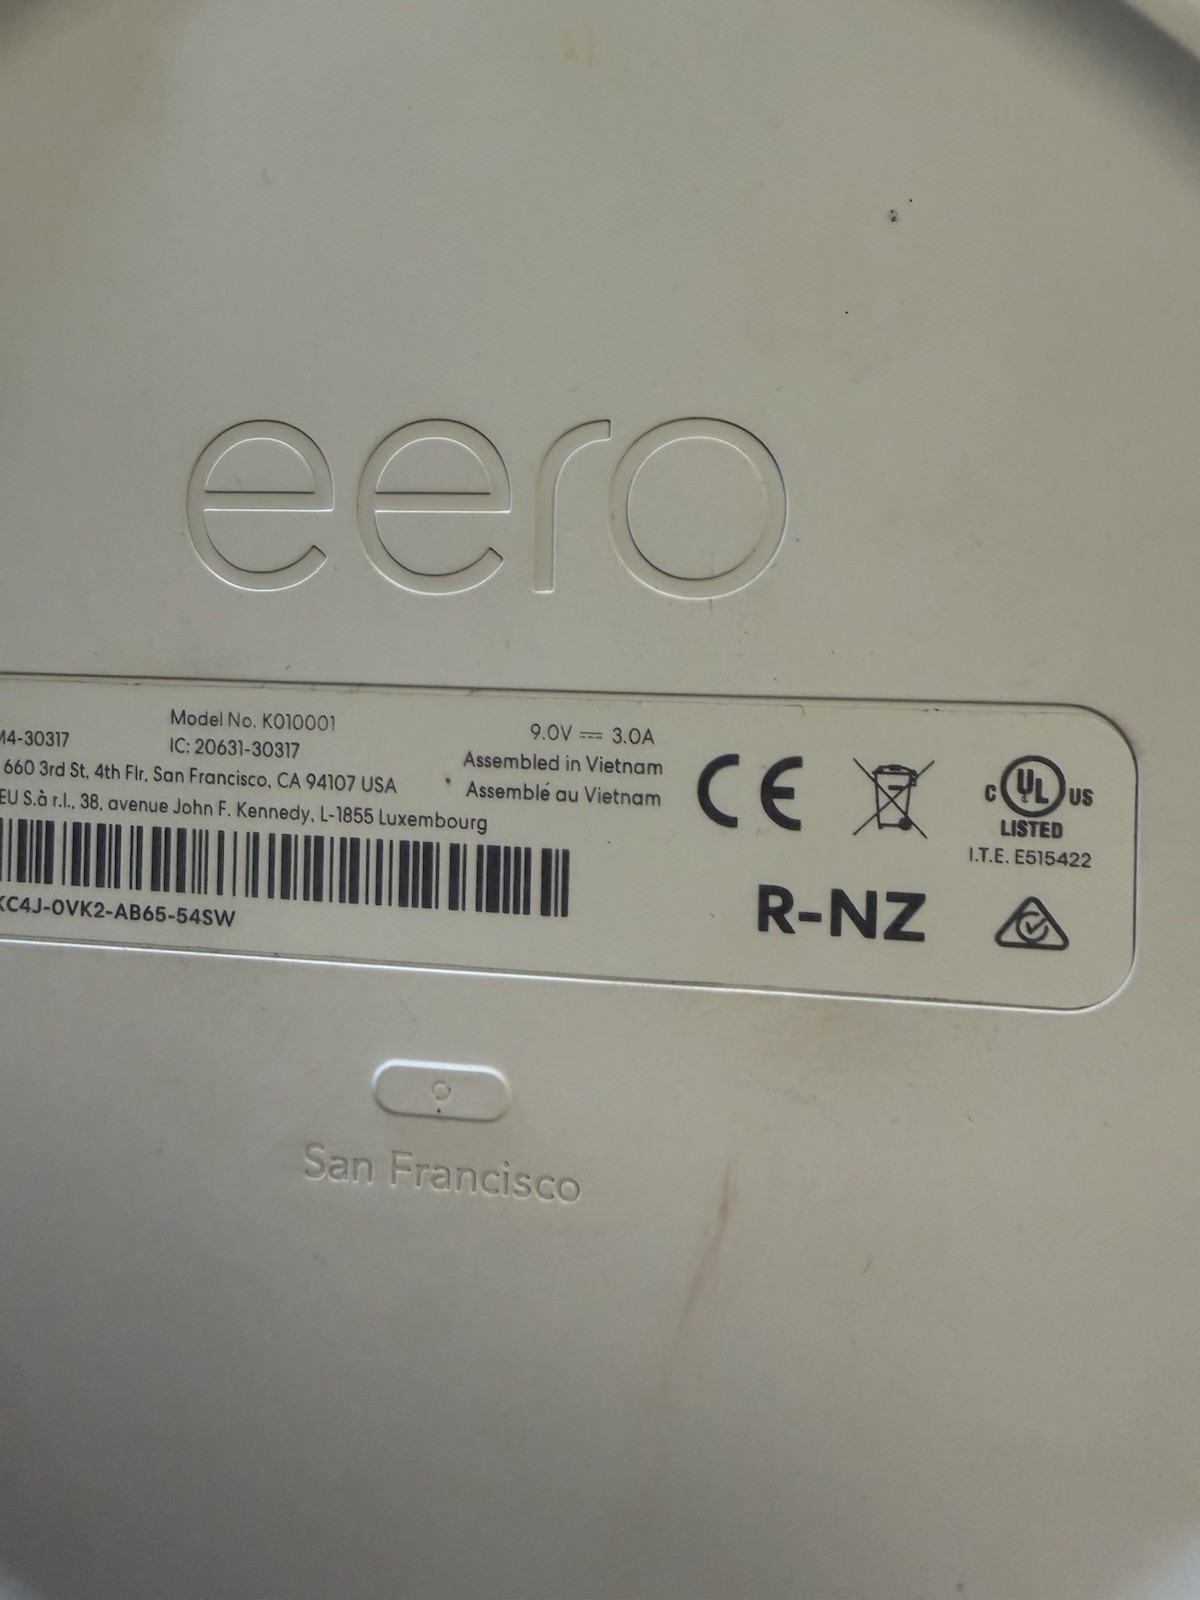 eero
Model No. K010001
M4-30317
IC: 20631-30317
660 3rd St, 4th Flr, San Francisco, CA 94107 USA
EU S.à r.l., 38, avenue John F. Kennedy, L-1855 Luxembourg
KC4J-0VK2-AB65-54SW
9.0V ⎓ 3.0A
Assembled in Vietnam
Assemblé au Vietnam
CE
C UL US
LISTED
I.T.E. E515422
R-NZ
San Francisco